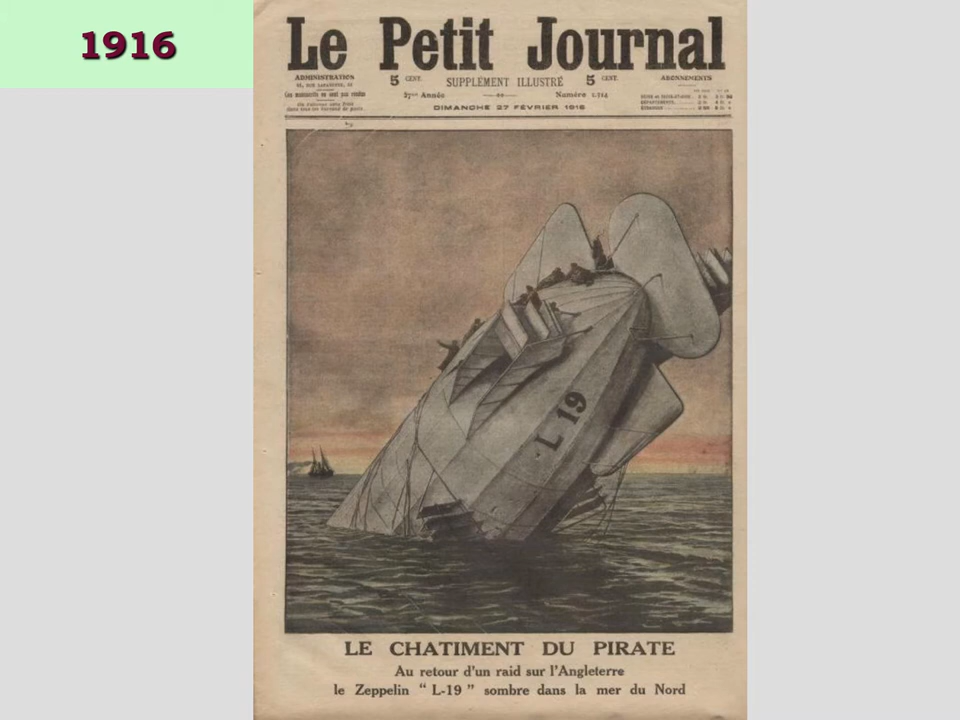 1916
Le Petit Journal
ADMINISTRATION
5 CENT.
SUPPLÉMENT ILLUSTRÉ
5 CENT.
ABONNEMENTS
27me Année
Numéro 1.314
DIMANCHE 27 FÉVRIER 1916
L 19
LE CHATIMENT DU PIRATE
Au retour d'un raid sur l'Angleterre
le Zeppelin “ L-19 ” sombre dans la mer du Nord